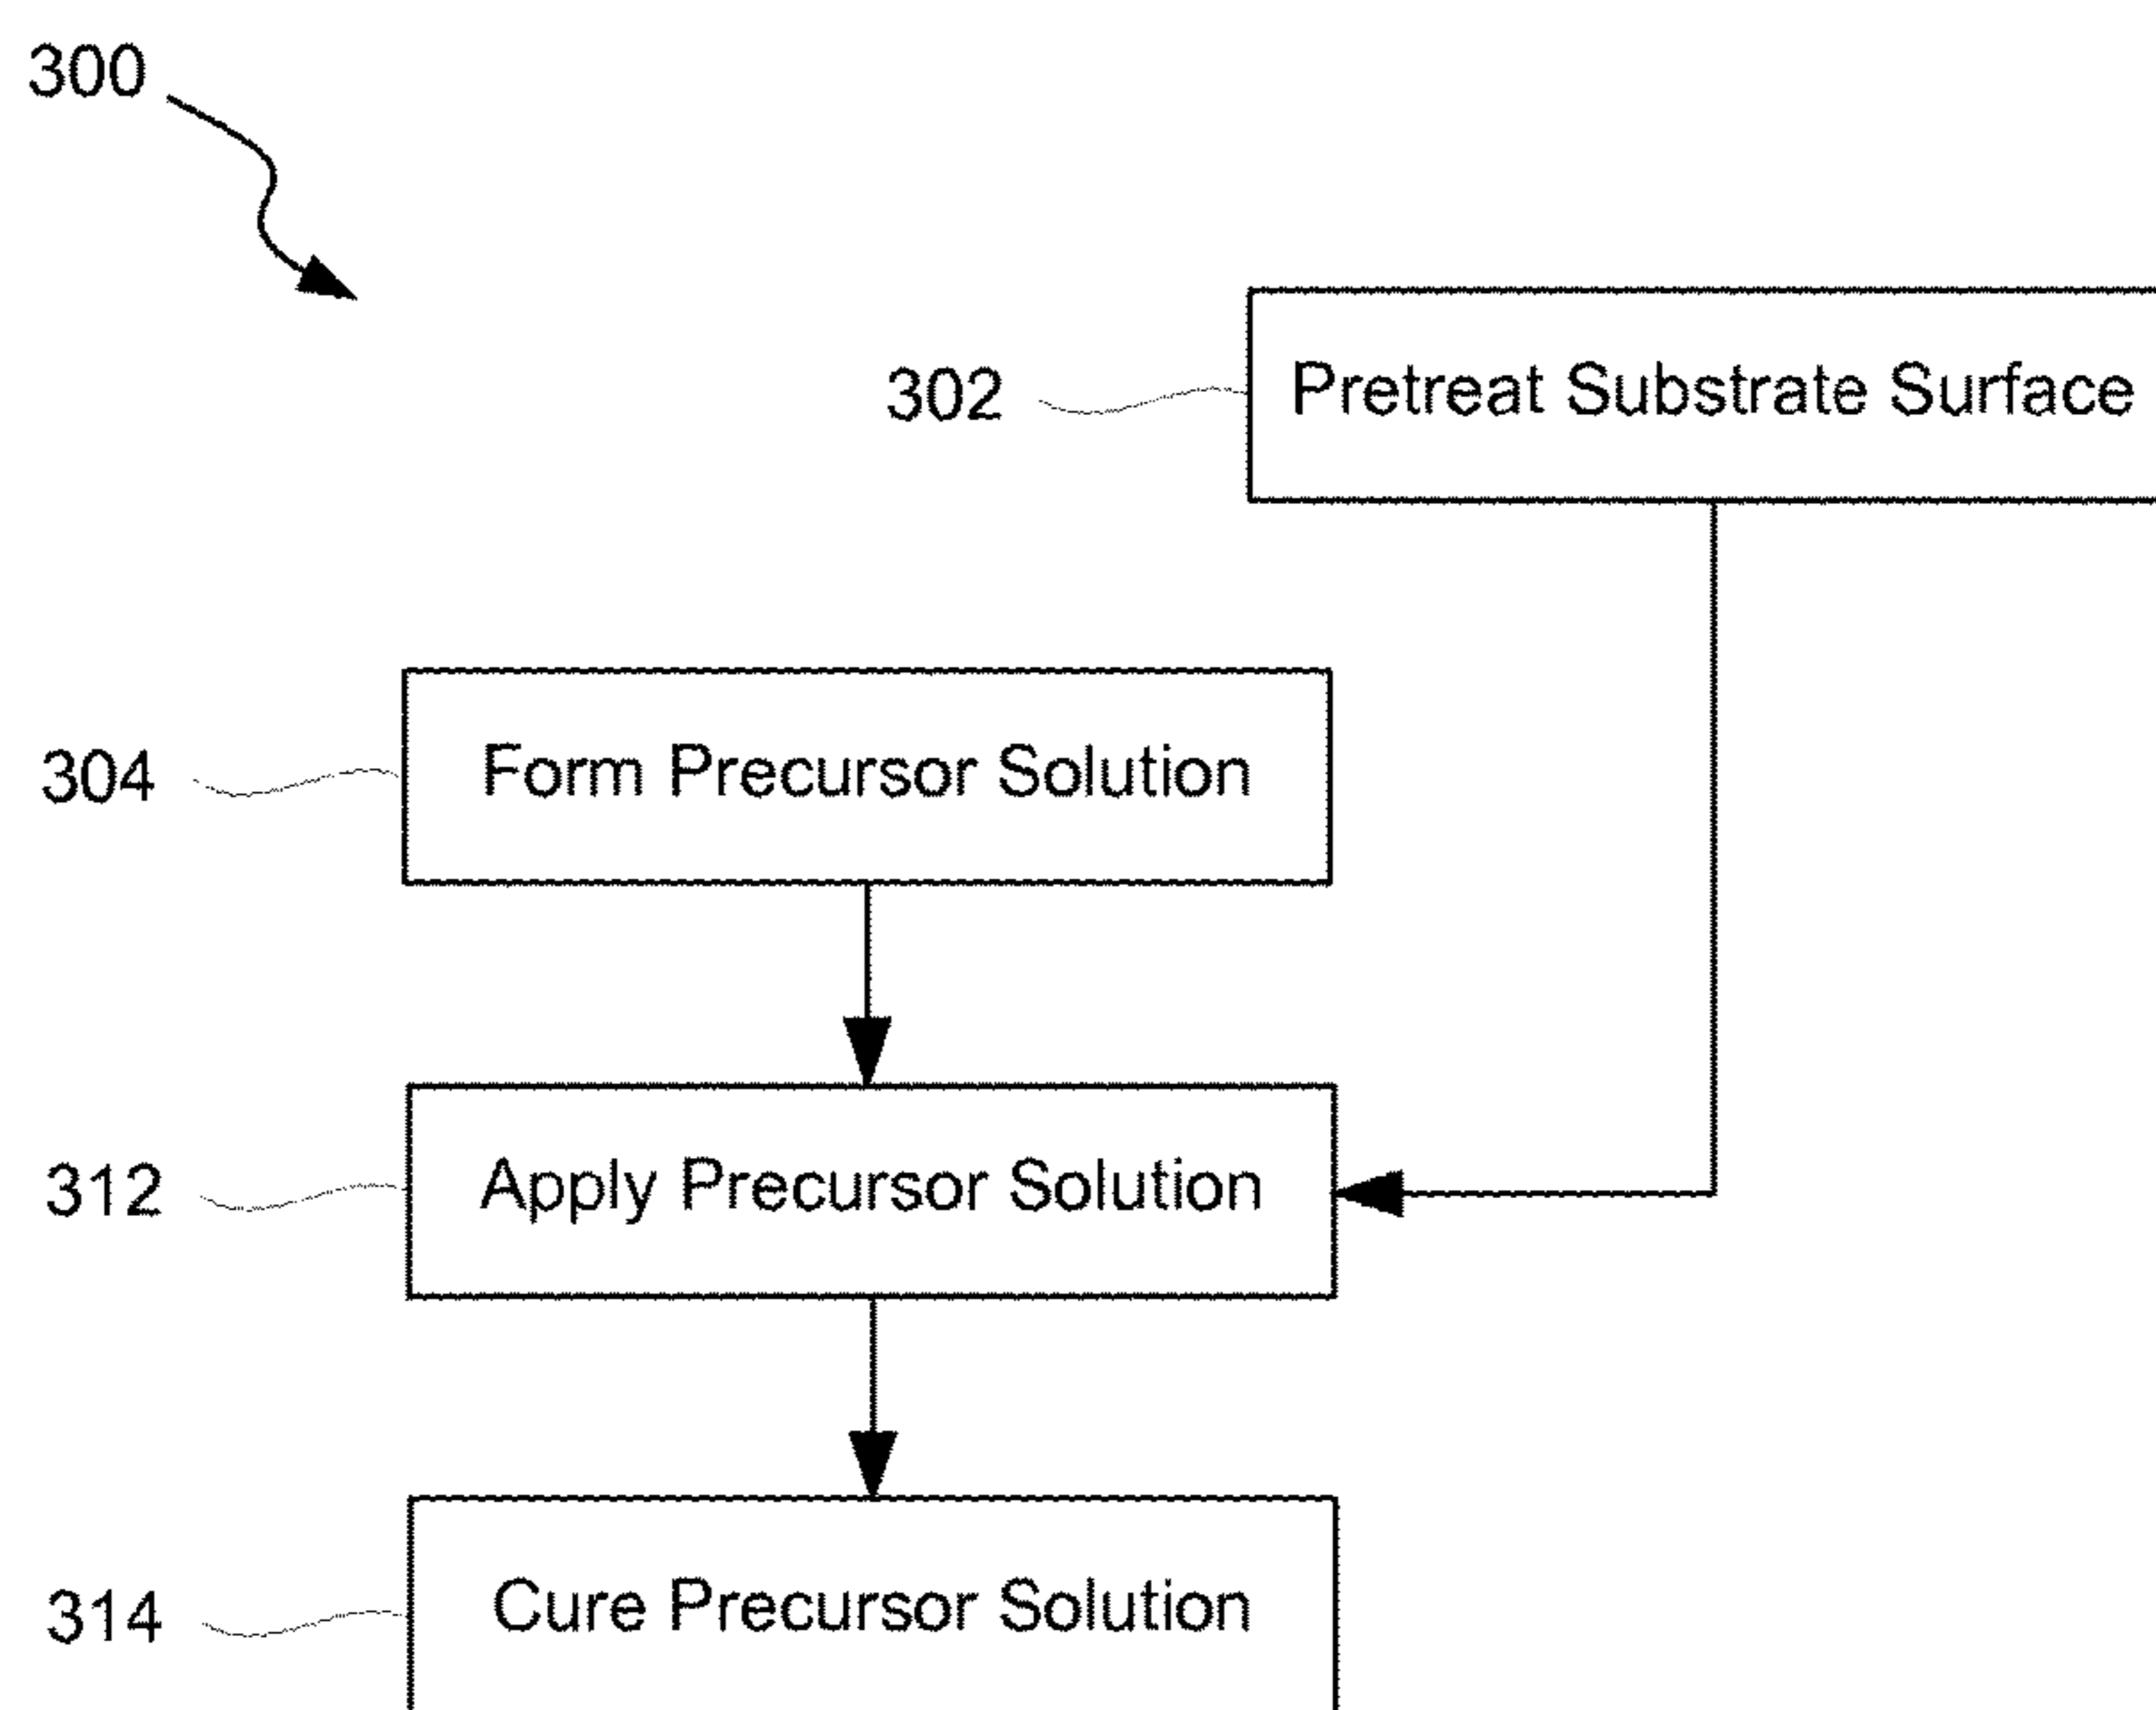 300
302
Pretreat Substrate Surface
304
Form Precursor Solution
312
Apply Precursor Solution
314
Cure Precursor Solution